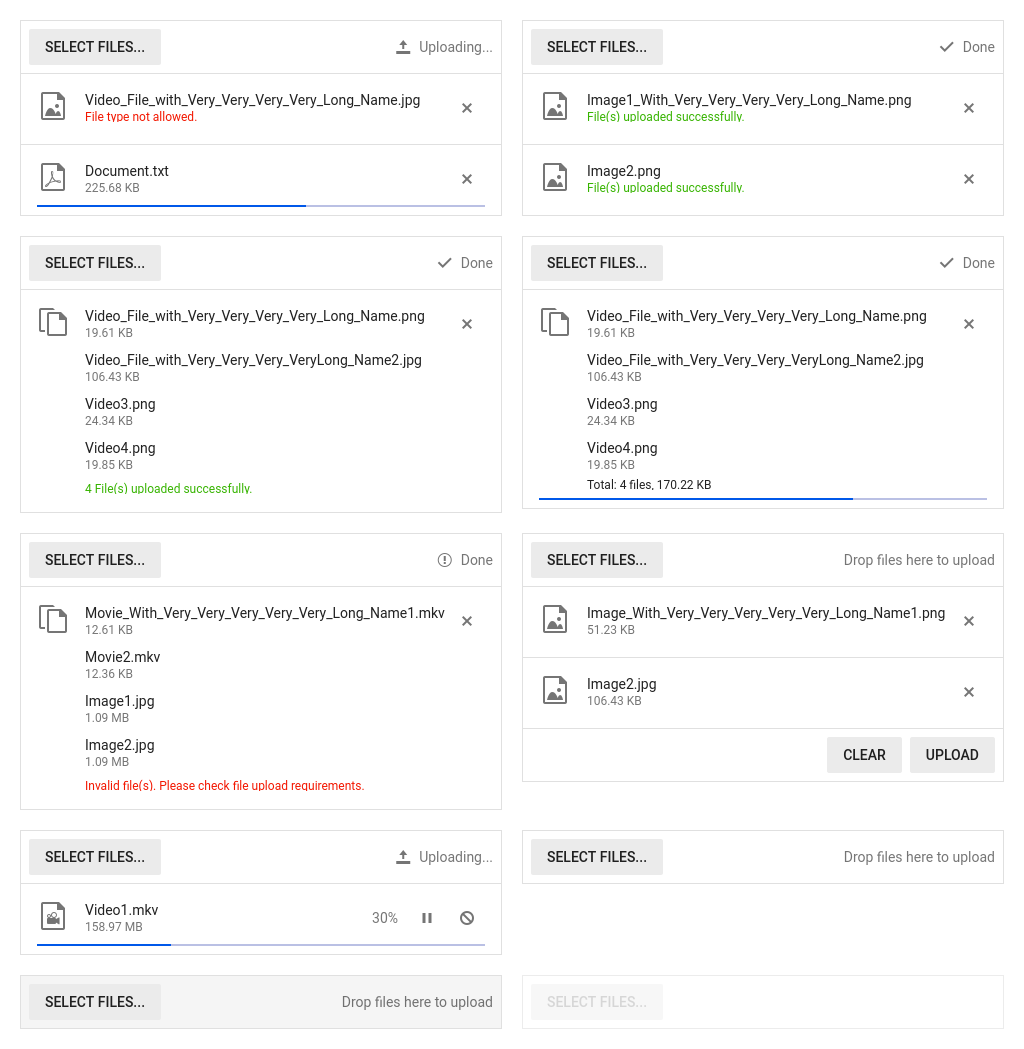 SELECT FILES...
Uploading...
Video_File_with_Very_Very_Very_Very_Long_Name.jpg
File type not allowed.
Document.txt
225.68 KB
SELECT FILES...
Done
Image1_With_Very_Very_Very_Very_Long_Name.png
File(s) uploaded successfully.
Image2.png
File(s) uploaded successfully.
SELECT FILES...
Done
Video_File_with_Very_Very_Very_Very_Long_Name.png
19.61 KB
Video_File_with_Very_Very_Very_VeryLong_Name2.jpg
106.43 KB
Video3.png
24.34 KB
Video4.png
19.85 KB
4 File(s) uploaded successfully.
SELECT FILES...
Done
Video_File_with_Very_Very_Very_Very_Long_Name.png
19.61 KB
Video_File_with_Very_Very_Very_VeryLong_Name2.jpg
106.43 KB
Video3.png
24.34 KB
Video4.png
19.85 KB
Total: 4 files, 170.22 KB
SELECT FILES...
Done
Movie_With_Very_Very_Very_Very_Very_Long_Name1.mkv
12.61 KB
Movie2.mkv
12.36 KB
Image1.jpg
1.09 MB
Image2.jpg
1.09 MB
Invalid file(s). Please check file upload requirements.
SELECT FILES...
Drop files here to upload
Image_With_Very_Very_Very_Very_Very_Long_Name1.png
51.23 KB
Image2.jpg
106.43 KB
CLEAR
UPLOAD
SELECT FILES...
Uploading...
Video1.mkv
158.97 MB
30%
SELECT FILES...
Drop files here to upload
SELECT FILES...
Drop files here to upload
SELECT FILES...